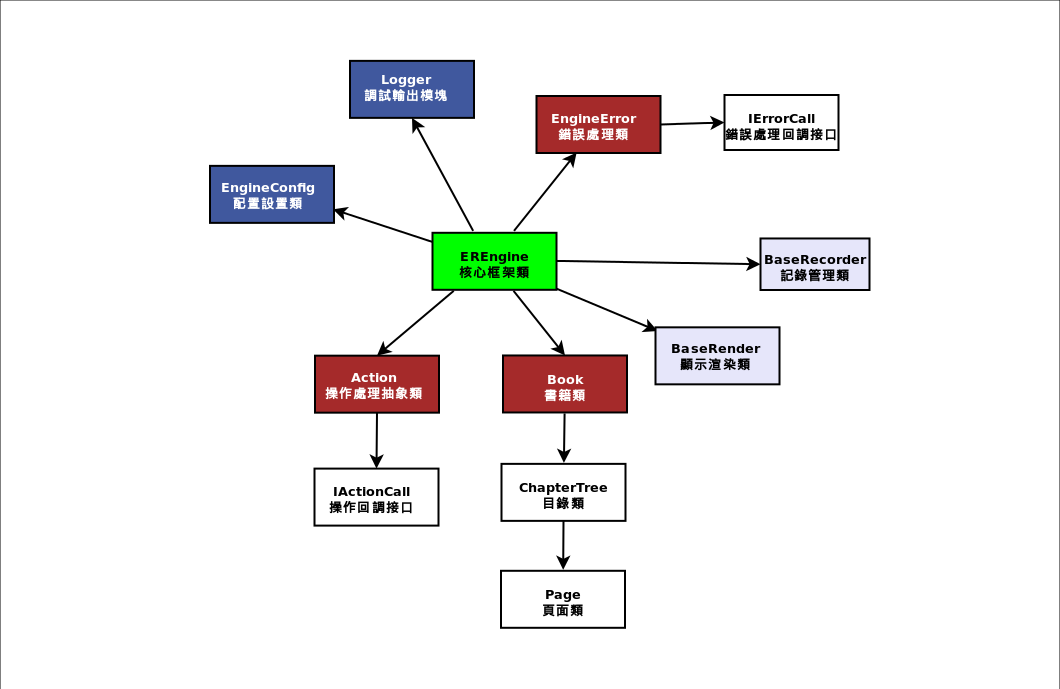 Logger
調試輸出模塊
EngineError
錯誤處理類
IErrorCall
錯誤處理回調接口
EngineConfig
配置設置類
EREngine
核心框架類
BaseRecorder
記錄管理類
BaseRender
顯示渲染類
Action
操作處理抽象類
Book
書籍類
IActionCall
操作回調接口
ChapterTree
目錄類
Page
頁面類